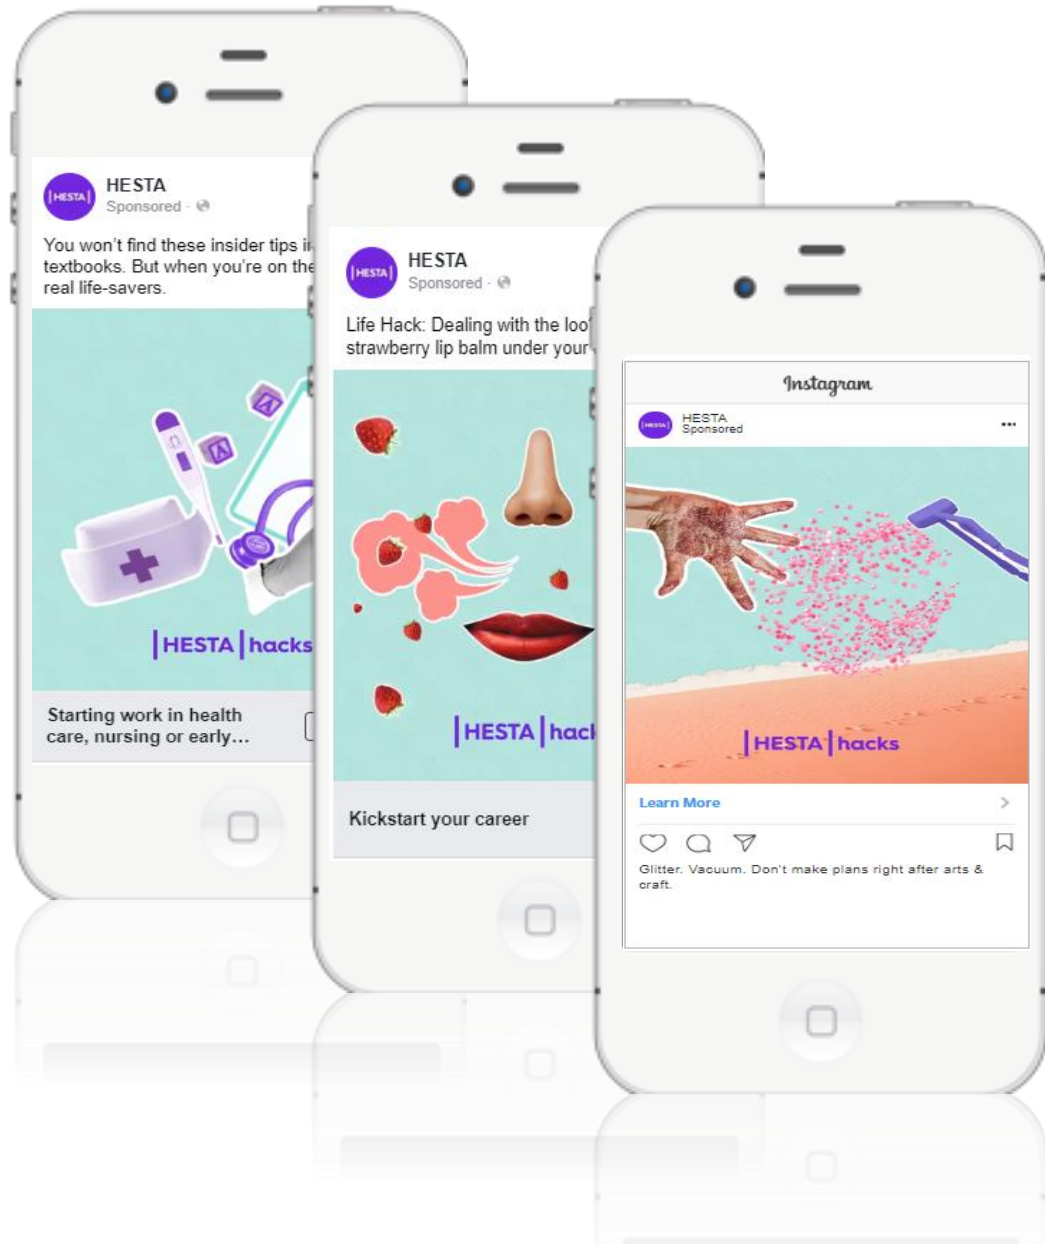 HESTA
HESTA
Sponsored
You won't find these insider tips
textbooks. But when you're on the
real life-savers.
HESTA hacks
Starting work in health
care, nursing or early...
HESTA
HESTA
Sponsored
Life Hack: Dealing with the
strawberry lip balm under your
HESTA
Kickstart your career
Instagram
HESTA
HESTA
Sponsored
HESTA hacks
Learn More
Glitter. Vacuum. Don't make plans right after arts &
craft.